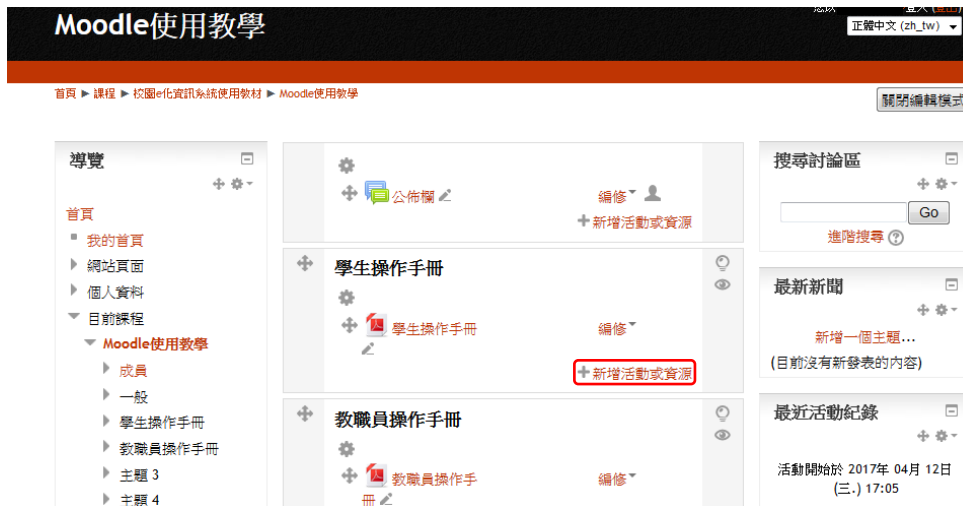 Moodle使用教學
正體中文 (zh_tw)
首頁 ▶ 課程 ▶ 校園e化資訊系統使用教材 ▶ Moodle使用教學
關閉編輯模式
導覽
首頁
我的首頁
網站頁面
個人資料
目前課程
Moodle使用教學
成員
一般
學生操作手冊
教職員操作手冊
主題 3
主題 4
公佈欄
編修
新增活動或資源
學生操作手冊
學生操作手冊
編修
新增活動或資源
教職員操作手冊
教職員操作手
冊
編修
搜尋討論區
Go
進階搜尋
最新新聞
新增一個主題...
(目前沒有新發表的內容)
最近活動紀錄
活動開始於 2017年 04月 12日
(三.) 17:05